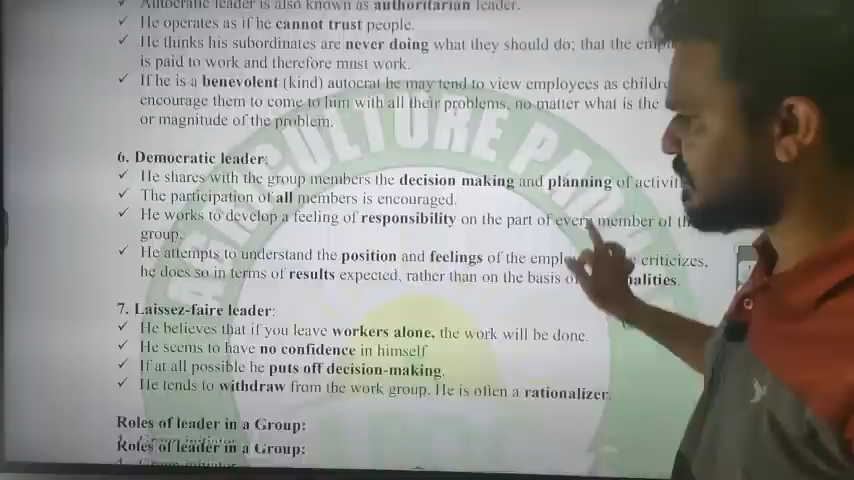 Autocratic leader is also known as authoritarian leader.
✓ He operates as if he cannot trust people.
✓ He thinks his subordinates are never doing what they should do; that the
is paid to work and therefore must work.
✓ If he is a benevolent (kind) autocrat he may tend to view employees as
encourage them to come to him with all their problems, no matter what is the
or magnitude of the problem.
6. Democratic leader:
✓ He shares with the group members the decision making and planning of
✓ The participation of all members is encouraged.
✓ He works to develop a feeling of responsibility on the part of every member of
group.
✓ He attempts to understand the position and feelings of the criticizes,
he does so in terms of results expected, rather than on the basis
7. Laissez-faire leader:
✓ He believes that if you leave workers alone, the work will be done.
✓ He seems to have no confidence in himself
✓ If at all possible he puts off decision-making.
✓ He tends to withdraw from the work group. He is often a rationalizer.
Roles of leader in a Group:
Roles of leader in a Group:
AGRICULTURE